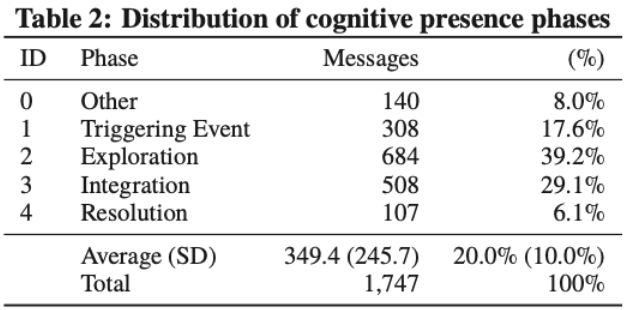 Table 2: Distribution of cognitive presence phases
ID Phase Messages (%)
0 Other 140 8.0%
1 Triggering Event 308 17.6%
2 Exploration 684 39.2%
3 Integration 508 29.1%
4 Resolution 107 6.1%
Average (SD) 349.4 (245.7) 20.0% (10.0%)
Total 1,747 100%